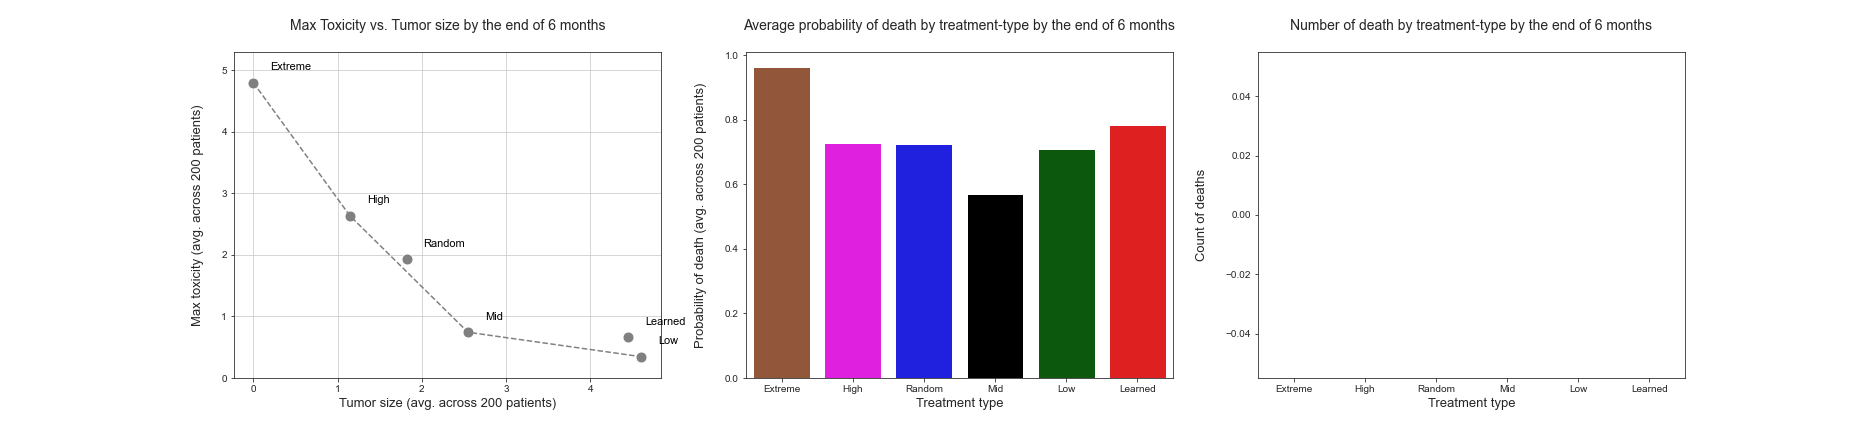 Max Toxicity vs. Tumor size by the end of 6 months
Extreme
High
Random
Mid
Learned
Low
5
4
3
2
1
0
0
1
2
3
4
Max toxicity (avg. across 200 patients)
Tumor size (avg. across 200 patients)
Average probability of death by treatment-type by the end of 6 months
1.0
0.8
0.6
0.4
0.2
0.0
Extreme
High
Random
Mid
Low
Learned
Probability of death (avg. across 200 patients)
Treatment type
Number of death by treatment-type by the end of 6 months
0.04
0.02
0.00
−0.02
−0.04
Extreme
High
Random
Mid
Low
Learned
Count of deaths
Treatment type